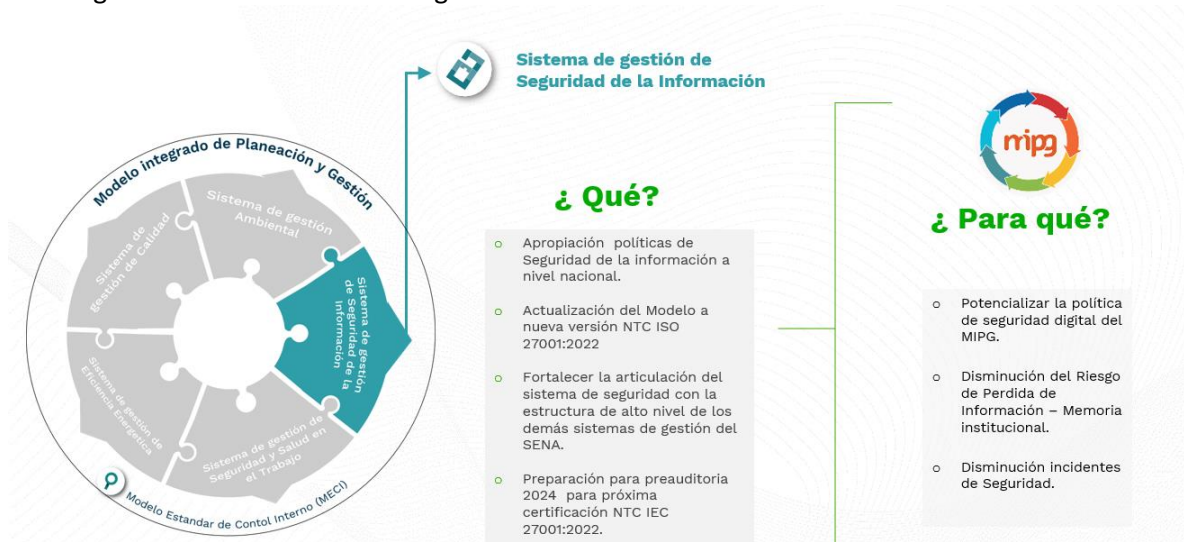 Sistema de gestión de
Seguridad de la Información
Modelo integrado de Planeación y Gestión
Sistema de
gestión de Calidad
Sistema de gestión
Ambiental
Sistema de gestión
de Seguridad de la
Información
Sistema de gestión de
Seguridad y Salud en
el Trabajo
Sistema de gestión de
Eficiencia Energetica
Modelo Estandar de Contol Interno (MECI)
¿ Qué?
o Apropiación políticas de
Seguridad de la información a
nivel nacional.
o Actualización del Modelo a
nueva versión NTC ISO
27001:2022
o Fortalecer la articulación del
sistema de seguridad con la
estructura de alto nivel de los
demás sistemas de gestión del
SENA.
o Preparación para preauditoria
2024 para próxima
certificación NTC IEC
27001:2022.
mipg
¿ Para qué?
o Potencializar la política
de seguridad digital del
MIPG.
o Disminución del Riesgo
de Perdida de
Información – Memoria
institucional.
o Disminución incidentes
de Seguridad.